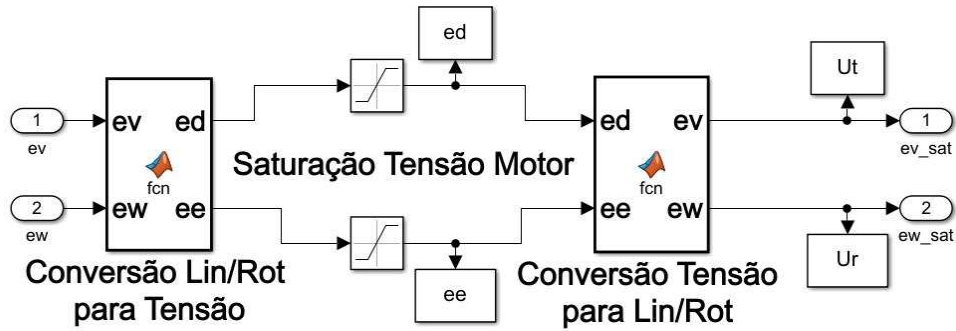 ed
Ut
1
ev
ev ed
fcn
ew ee
Saturação Tensão Motor
ed ev
fcn
ee ew
1
ev_sat
2
ew
2
ew_sat
Ur
ee
Conversão Lin/Rot
para Tensão
Conversão Tensão
para Lin/Rot